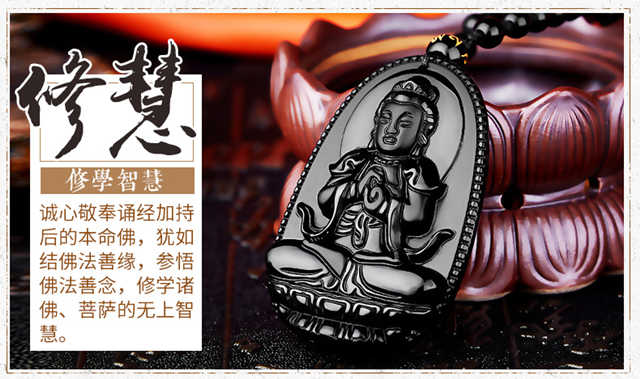 修慧
修學智慧
诚心敬奉诵经加持
后的本命佛，犹如
结佛法善缘，参悟
佛法善念，修学诸
佛、菩萨的无上智
慧。